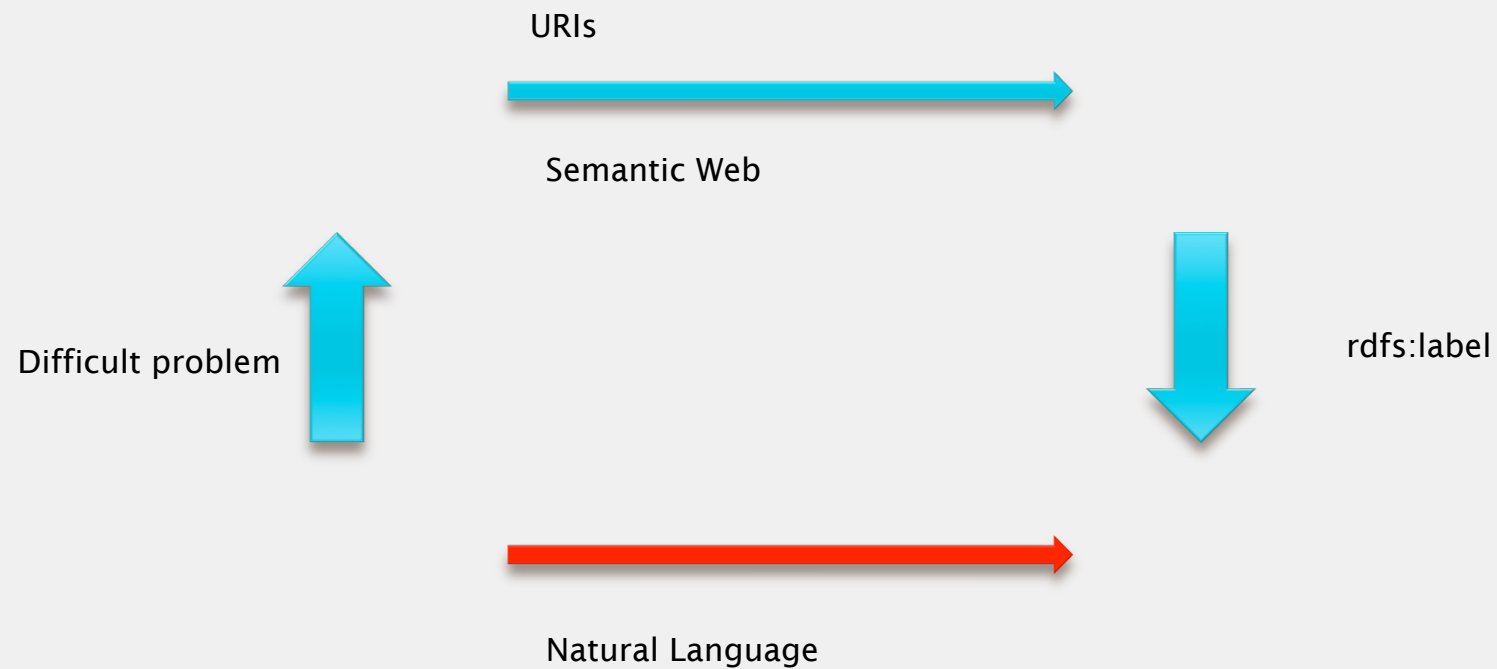 URIs
Semantic Web
Difficult problem
rdfs:label
Natural Language